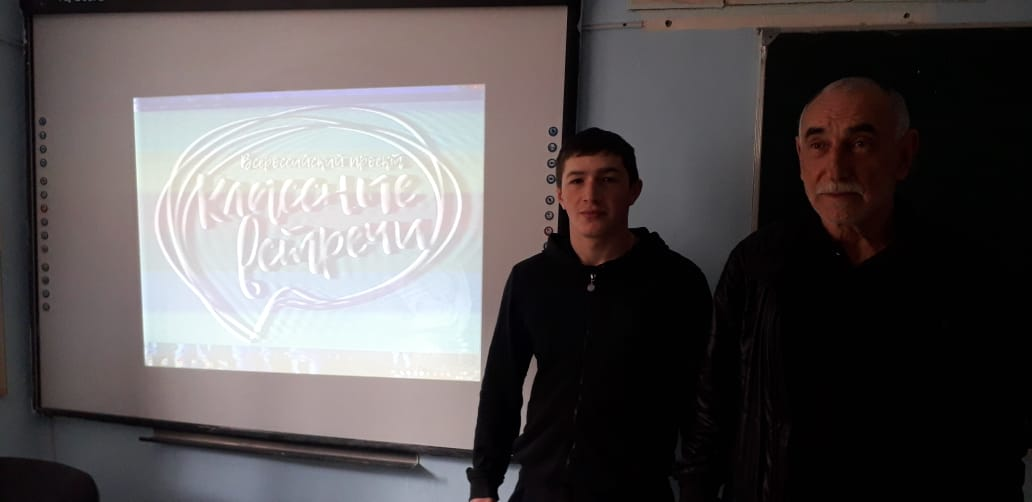 Всероссийский проект
Классные
встречи